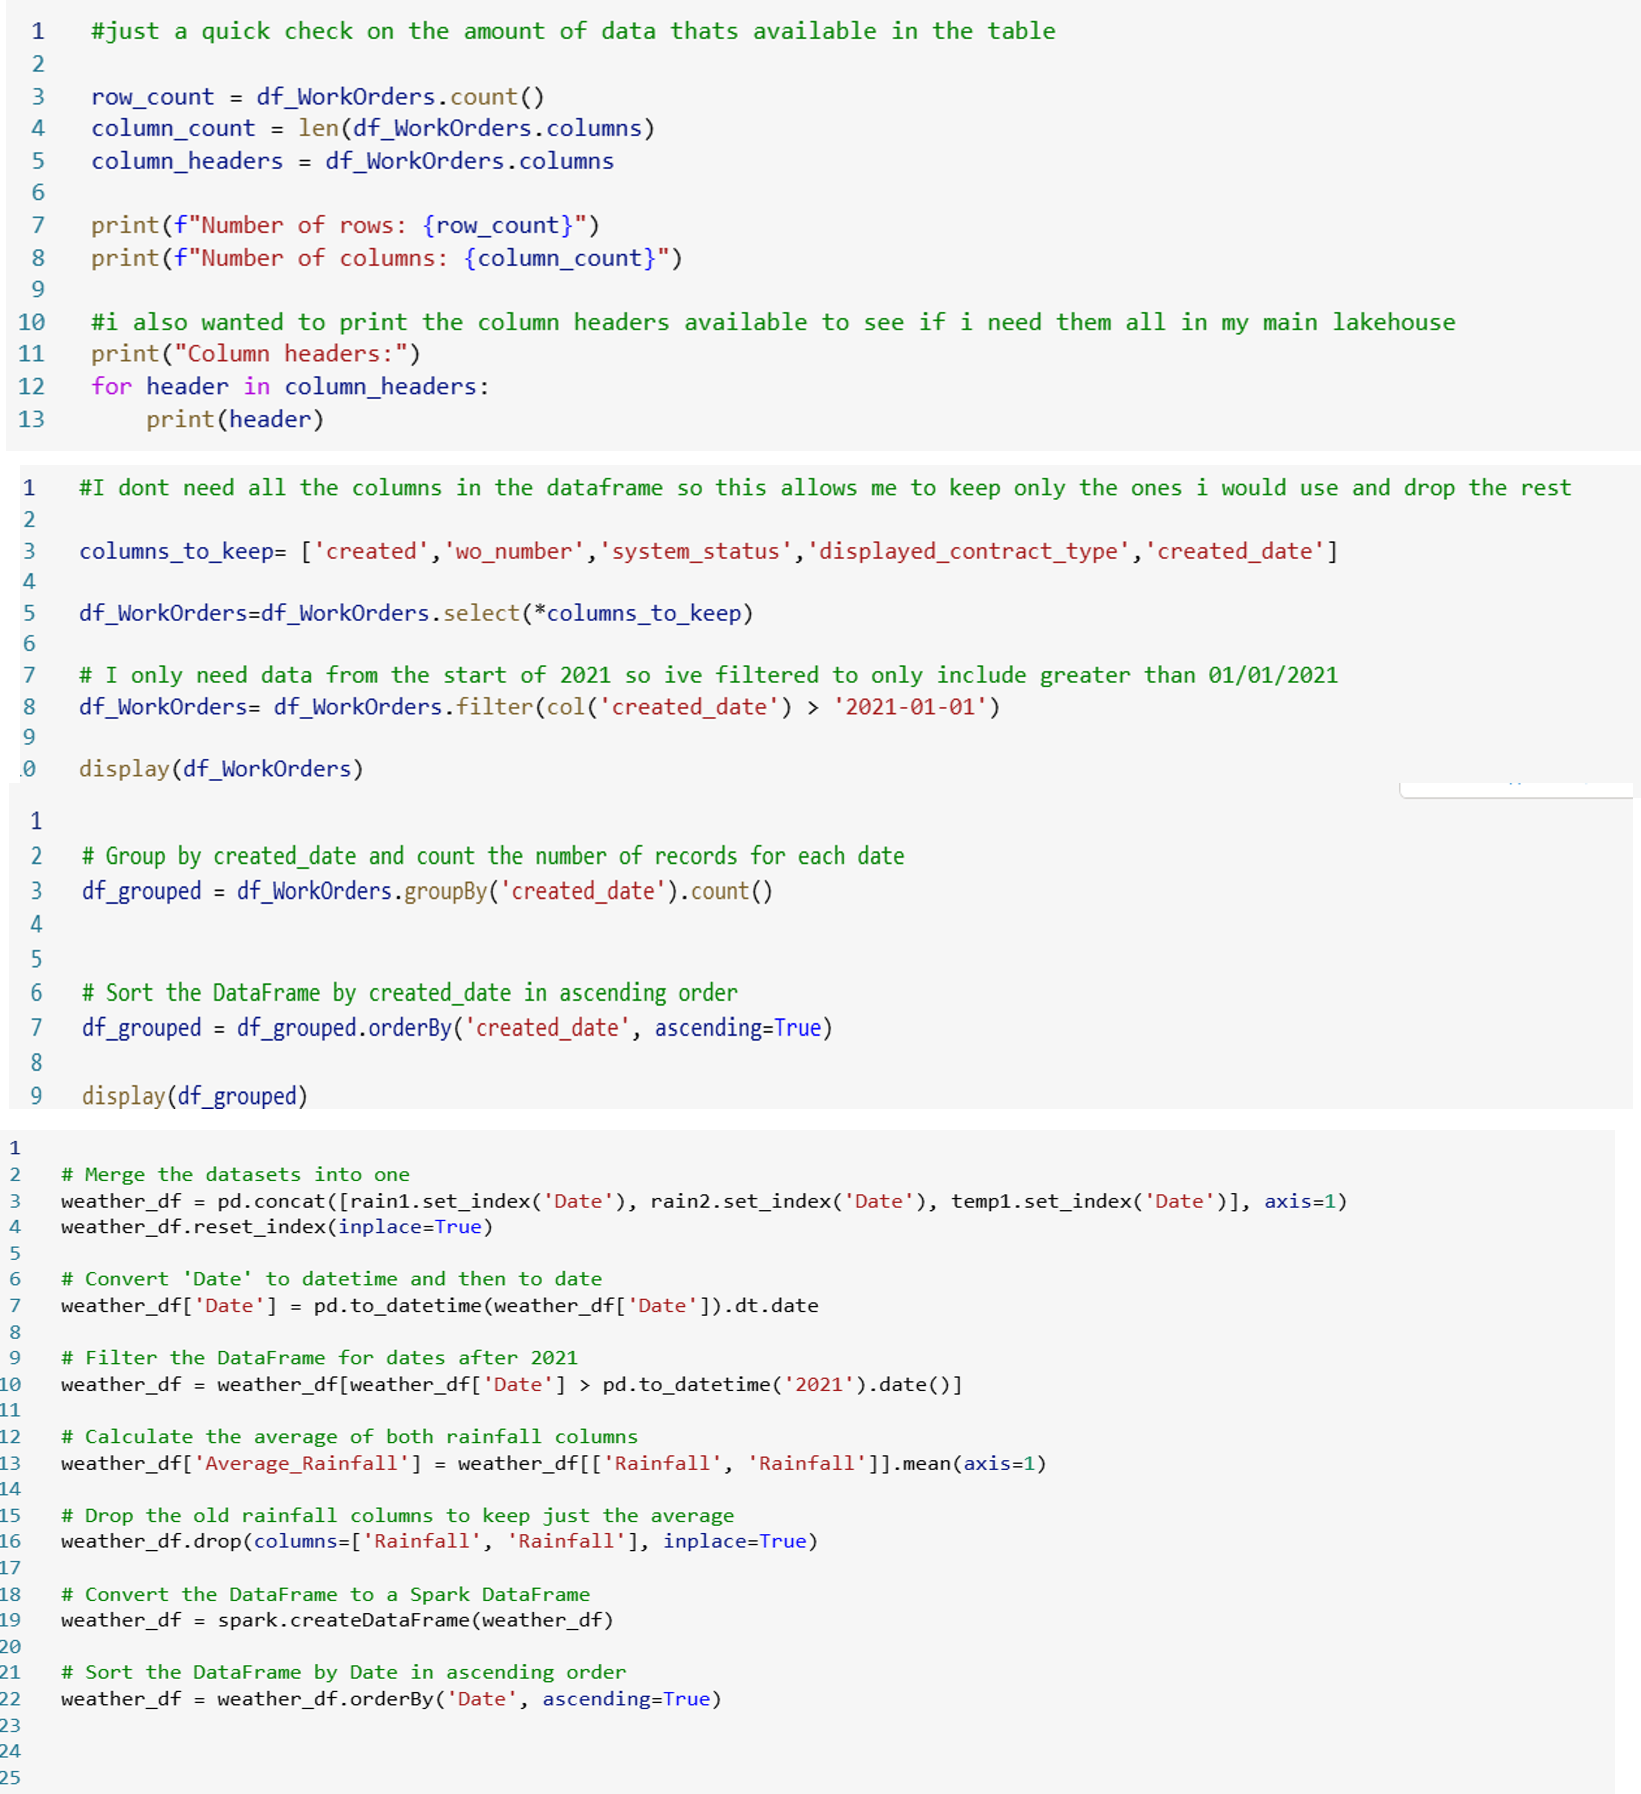 1 #just a quick check on the amount of data thats available in the table
2
3 row_count = df_WorkOrders.count()
4 column_count = len(df_WorkOrders.columns)
5 column_headers = df_WorkOrders.columns
6
7 print(f"Number of rows: {row_count}")
8 print(f"Number of columns: {column_count}")
9
10 #i also wanted to print the column headers available to see if i need them all in my main lakehouse
11 print("Column headers:")
12 for header in column_headers:
13     print(header)
1 #I dont need all the columns in the dataframe so this allows me to keep only the ones i would use and drop the rest
2
3 columns_to_keep= ['created','wo_number','system_status','displayed_contract_type','created_date']
4
5 df_WorkOrders=df_WorkOrders.select(*columns_to_keep)
6
7 # I only need data from the start of 2021 so ive filtered to only include greater than 01/01/2021
8 df_WorkOrders= df_WorkOrders.filter(col('created_date') > '2021-01-01')
9
10 display(df_WorkOrders)
1
2 # Group by created_date and count the number of records for each date
3 df_grouped = df_WorkOrders.groupBy('created_date').count()
4
5
6 # Sort the DataFrame by created_date in ascending order
7 df_grouped = df_grouped.orderBy('created_date', ascending=True)
8
9 display(df_grouped)
1
2 # Merge the datasets into one
3 weather_df = pd.concat([rain1.set_index('Date'), rain2.set_index('Date'), temp1.set_index('Date')], axis=1)
4 weather_df.reset_index(inplace=True)
5
6 # Convert 'Date' to datetime and then to date
7 weather_df['Date'] = pd.to_datetime(weather_df['Date']).dt.date
8
9 # Filter the DataFrame for dates after 2021
10 weather_df = weather_df[weather_df['Date'] > pd.to_datetime('2021').date()]
11
12 # Calculate the average of both rainfall columns
13 weather_df['Average_Rainfall'] = weather_df[['Rainfall', 'Rainfall']].mean(axis=1)
14
15 # Drop the old rainfall columns to keep just the average
16 weather_df.drop(columns=['Rainfall', 'Rainfall'], inplace=True)
17
18 # Convert the DataFrame to a Spark DataFrame
19 weather_df = spark.createDataFrame(weather_df)
20
21 # Sort the DataFrame by Date in ascending order
22 weather_df = weather_df.orderBy('Date', ascending=True)
23
24
25